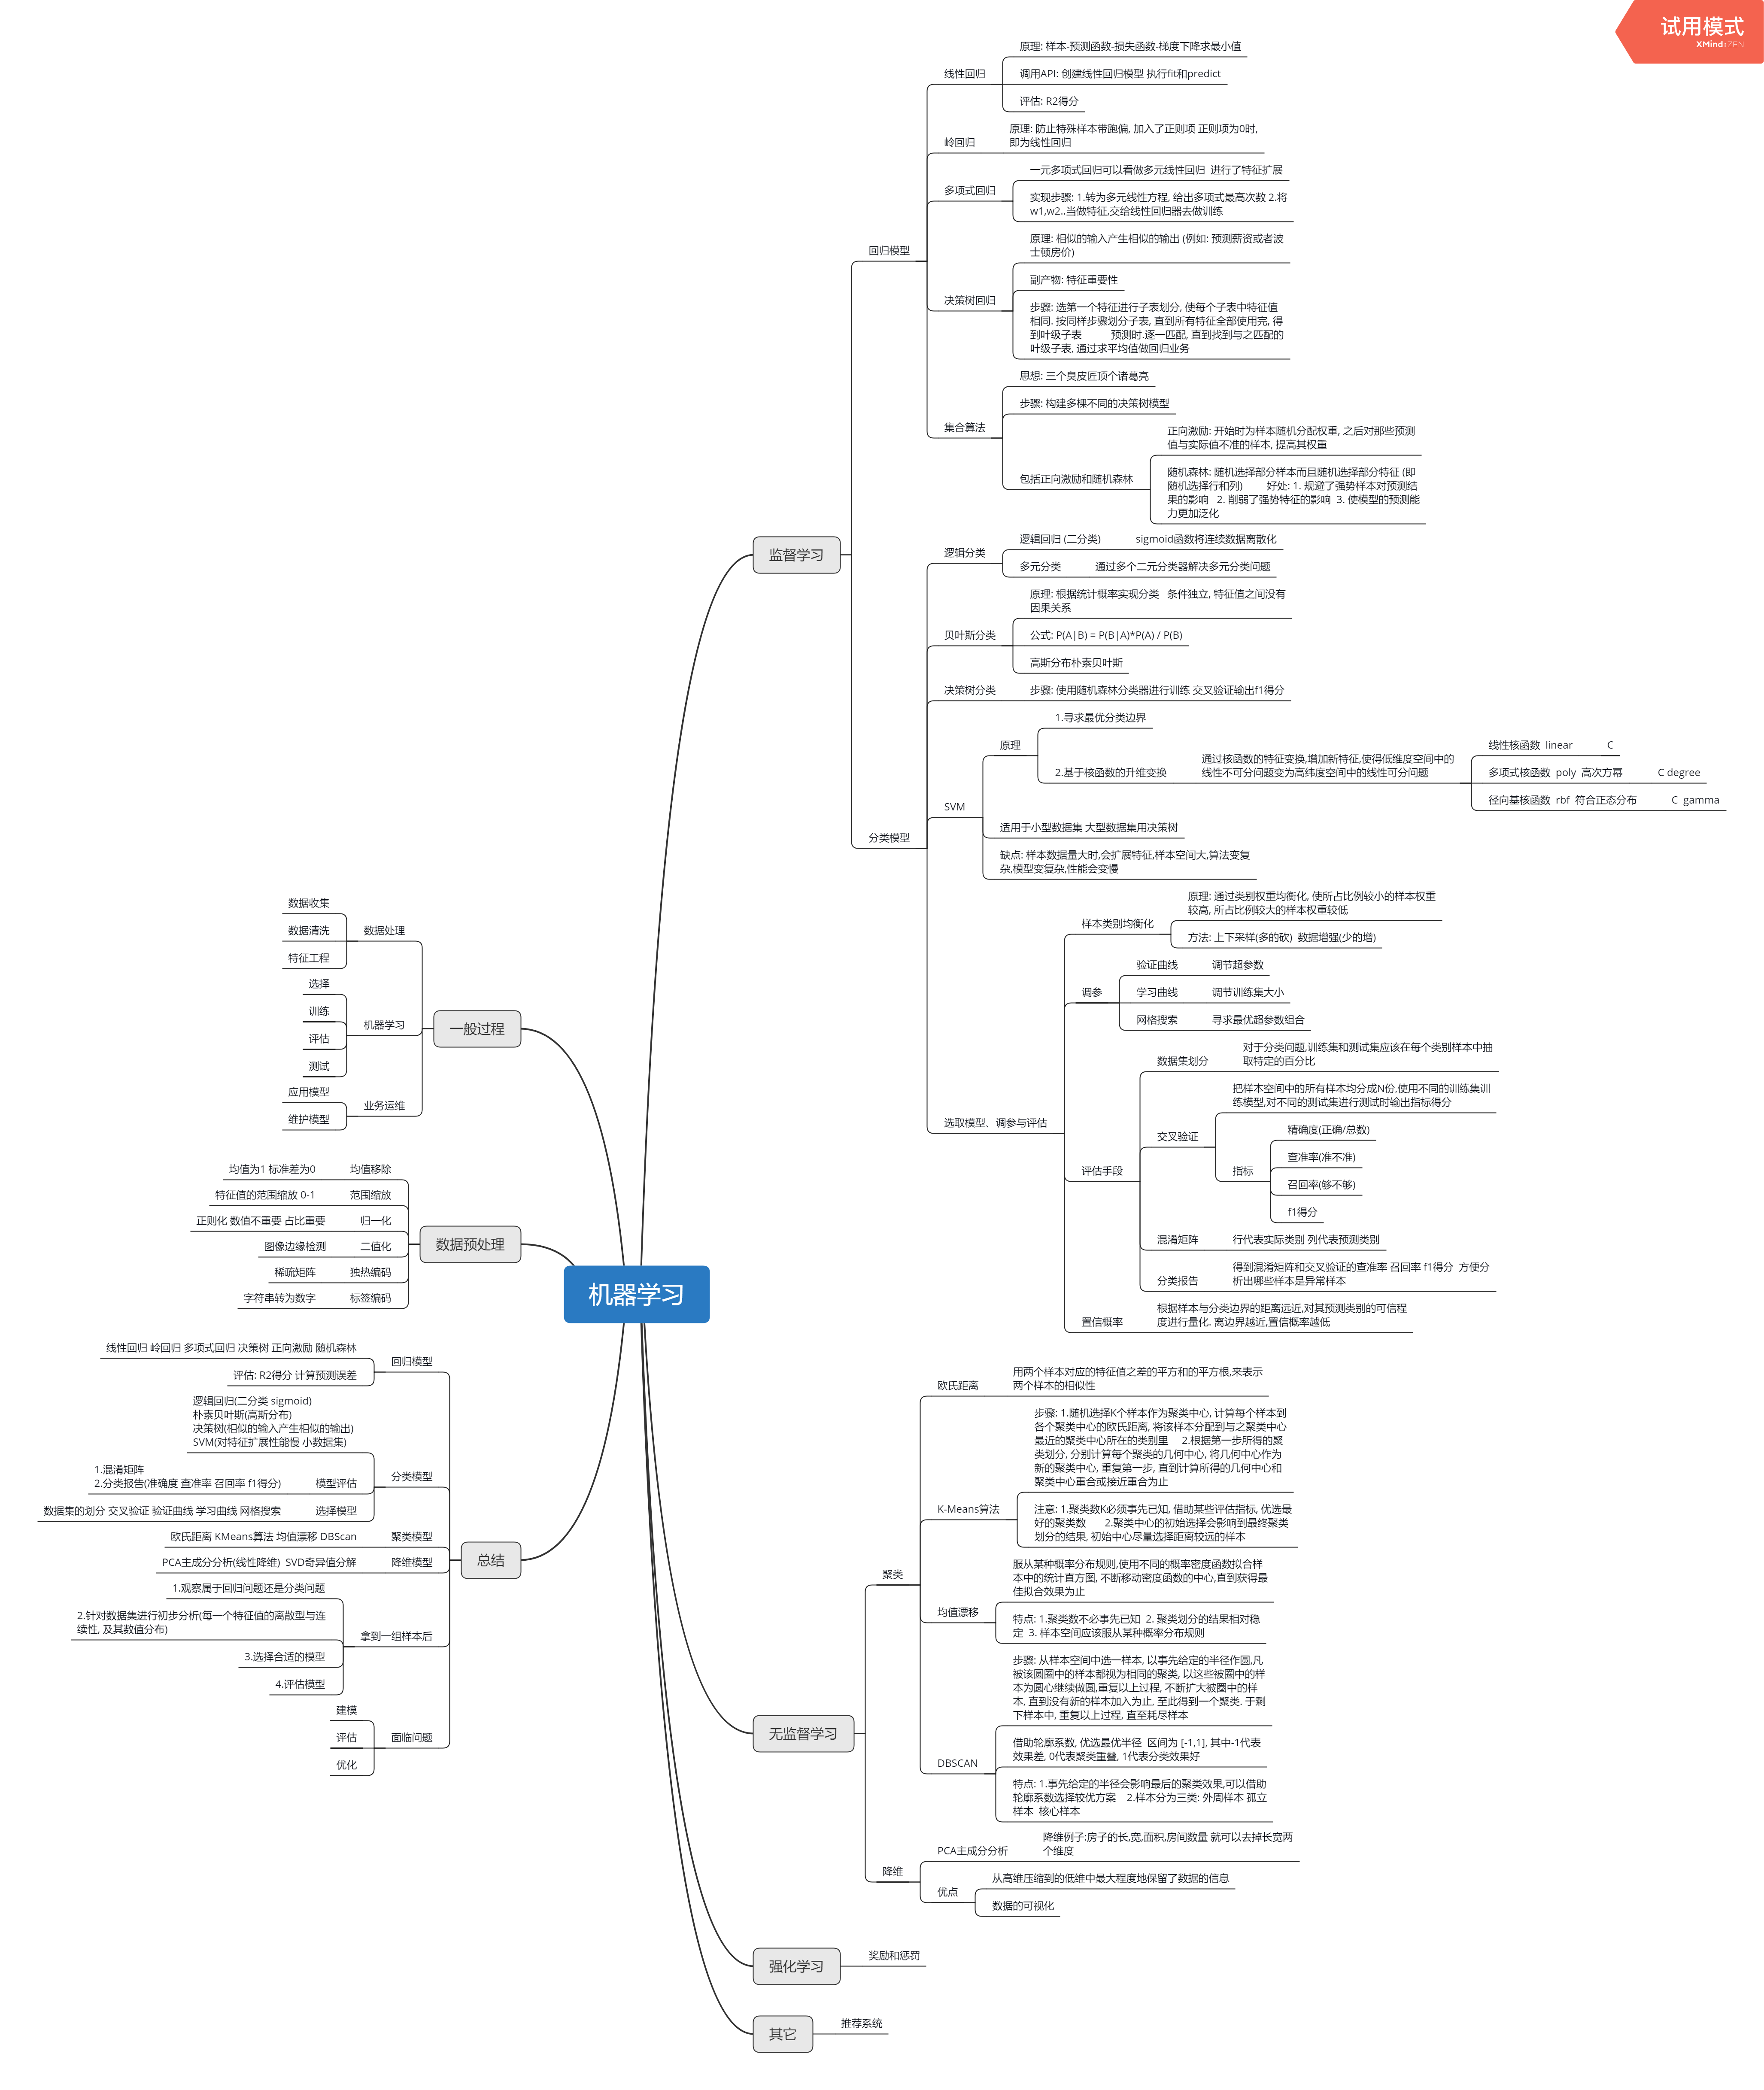 试用模式
XMind:ZEN
机器学习
监督学习
回归模型
线性回归
原理: 样本-预测函数-损失函数-梯度下降求最小值
调用API: 创建线性回归模型 执行fit和predict
评估: R2得分
岭回归
原理: 防止特殊样本带跑偏, 加入了正则项 正则项为0时,
即为线性回归
多项式回归
一元多项式回归可以看做多元线性回归 进行了特征扩展
实现步骤: 1.转为多元线性方程, 给出多项式最高次数 2.将
w1,w2..当做特征,交给线性回归器去做训练
决策树回归
原理: 相似的输入产生相似的输出 (例如: 预测薪资或者波
士顿房价)
副产物: 特征重要性
步骤: 选第一个特征进行子表划分, 使每个子表中特征值
相同. 按同样步骤划分子表, 直到所有特征全部使用完, 得
到叶级子表 预测时.逐一匹配, 直到找到与之匹配的
叶级子表, 通过求平均值做回归业务
集合算法
思想: 三个臭皮匠顶个诸葛亮
步骤: 构建多棵不同的决策树模型
包括正向激励和随机森林
正向激励: 开始时为样本随机分配权重, 之后对那些预测
值与实际值不准的样本, 提高其权重
随机森林: 随机选择部分样本而且随机选择部分特征 (即
随机选择行和列) 好处: 1. 规避了强势样本对预测结
果的影响 2. 削弱了强势特征的影响 3. 使模型的预测能
力更加泛化
分类模型
逻辑分类
逻辑回归 (二分类) sigmoid函数将连续数据离散化
多元分类 通过多个二元分类器解决多元分类问题
贝叶斯分类
原理: 根据统计概率实现分类 条件独立, 特征值之间没有
因果关系
公式: P(A|B) = P(B|A)*P(A) / P(B)
高斯分布朴素贝叶斯
决策树分类
步骤: 使用随机森林分类器进行训练 交叉验证输出f1得分
SVM
原理
1.寻求最优分类边界
2.基于核函数的升维变换
通过核函数的特征变换,增加新特征,使得低维度空间中的
线性不可分问题变为高纬度空间中的线性可分问题
线性核函数 linear C
多项式核函数 poly 高次方幂 C degree
径向基核函数 rbf 符合正态分布 C gamma
适用于小型数据集 大型数据集用决策树
缺点: 样本数据量大时,会扩展特征,样本空间大,算法变复
杂,模型变复杂,性能会变慢
选取模型、调参与评估
样本类别均衡化
原理: 通过类别权重均衡化, 使所占比例较小的样本权重
较高, 所占比例较大的样本权重较低
方法: 上下采样(多的砍) 数据增强(少的增)
调参
验证曲线 调节超参数
学习曲线 调节训练集大小
网格搜索 寻求最优超参数组合
评估手段
数据集划分
对于分类问题,训练集和测试集应该在每个类别样本中抽
取特定的百分比
交叉验证
把样本空间中的所有样本均分成N份,使用不同的训练集训
练模型,对不同的测试集进行测试时输出指标得分
指标
精确度(正确/总数)
查准率(准不准)
召回率(够不够)
f1得分
混淆矩阵 行代表实际类别 列代表预测类别
分类报告
得到混淆矩阵和交叉验证的查准率 召回率 f1得分 方便分
析出哪些样本是异常样本
置信概率
根据样本与分类边界的距离远近,对其预测类别的可信程
度进行量化. 离边界越近,置信概率越低
无监督学习
聚类
欧氏距离
用两个样本对应的特征值之差的平方和的平方根,来表示
两个样本的相似性
K-Means算法
步骤: 1.随机选择K个样本作为聚类中心, 计算每个样本到
各个聚类中心的欧氏距离, 将该样本分配到与之聚类中心
最近的聚类中心所在的类别里 2.根据第一步所得的聚
类划分, 分别计算每个聚类的几何中心, 将几何中心作为
新的聚类中心, 重复第一步, 直到计算所得的几何中心和
聚类中心重合或接近重合为止
注意: 1.聚类数K必须事先已知, 借助某些评估指标, 优选最
好的聚类数 2.聚类中心的初始选择会影响到最终聚类
划分的结果, 初始中心尽量选择距离较远的样本
均值漂移
服从某种概率分布规则,使用不同的概率密度函数拟合样
本中的统计直方图, 不断移动密度函数的中心,直到获得最
佳拟合效果为止
特点: 1.聚类数不必事先已知 2. 聚类划分的结果相对稳
定 3. 样本空间应该服从某种概率分布规则
DBSCAN
步骤: 从样本空间中选一样本, 以事先给定的半径作圆,凡
被该圆圈中的样本都视为相同的聚类, 以这些被圈中的样
本为圆心继续做圆,重复以上过程, 不断扩大被圈中的样
本, 直到没有新的样本加入为止, 至此得到一个聚类. 于剩
下样本中, 重复以上过程, 直至耗尽样本
借助轮廓系数, 优选最优半径 区间为 [-1,1], 其中-1代表
效果差, 0代表聚类重叠, 1代表分类效果好
特点: 1.事先给定的半径会影响最后的聚类效果,可以借助
轮廓系数选择较优方案 2.样本分为三类: 外周样本 孤立
样本 核心样本
降维
PCA主成分分析
降维例子:房子的长,宽,面积,房间数量 就可以去掉长宽两
个维度
优点
从高维压缩到的低维中最大程度地保留了数据的信息
数据的可视化
强化学习
奖励和惩罚
其它
推荐系统
一般过程
数据处理
数据收集
数据清洗
特征工程
机器学习
选择
训练
评估
测试
业务运维
应用模型
维护模型
数据预处理
均值为1 标准差为0 均值移除
特征值的范围缩放 0-1 范围缩放
正则化 数值不重要 占比重要 归一化
图像边缘检测 二值化
稀疏矩阵 独热编码
字符串转为数字 标签编码
总结
回归模型
线性回归 岭回归 多项式回归 决策树 正向激励 随机森林
评估: R2得分 计算预测误差
分类模型
逻辑回归(二分类 sigmoid)
朴素贝叶斯(高斯分布)
决策树(相似的输入产生相似的输出)
SVM(对特征扩展性能慢 小数据集)
模型评估
1.混淆矩阵
2.分类报告(准确度 查准率 召回率 f1得分)
数据集的划分 交叉验证 验证曲线 学习曲线 网格搜索 选择模型
欧氏距离 KMeans算法 均值漂移 DBScan 聚类模型
PCA主成分分析(线性降维) SVD奇异值分解 降维模型
拿到一组样本后
1.观察属于回归问题还是分类问题
2.针对数据集进行初步分析(每一个特征值的离散型与连
续性, 及其数值分布)
3.选择合适的模型
4.评估模型
面临问题
建模
评估
优化